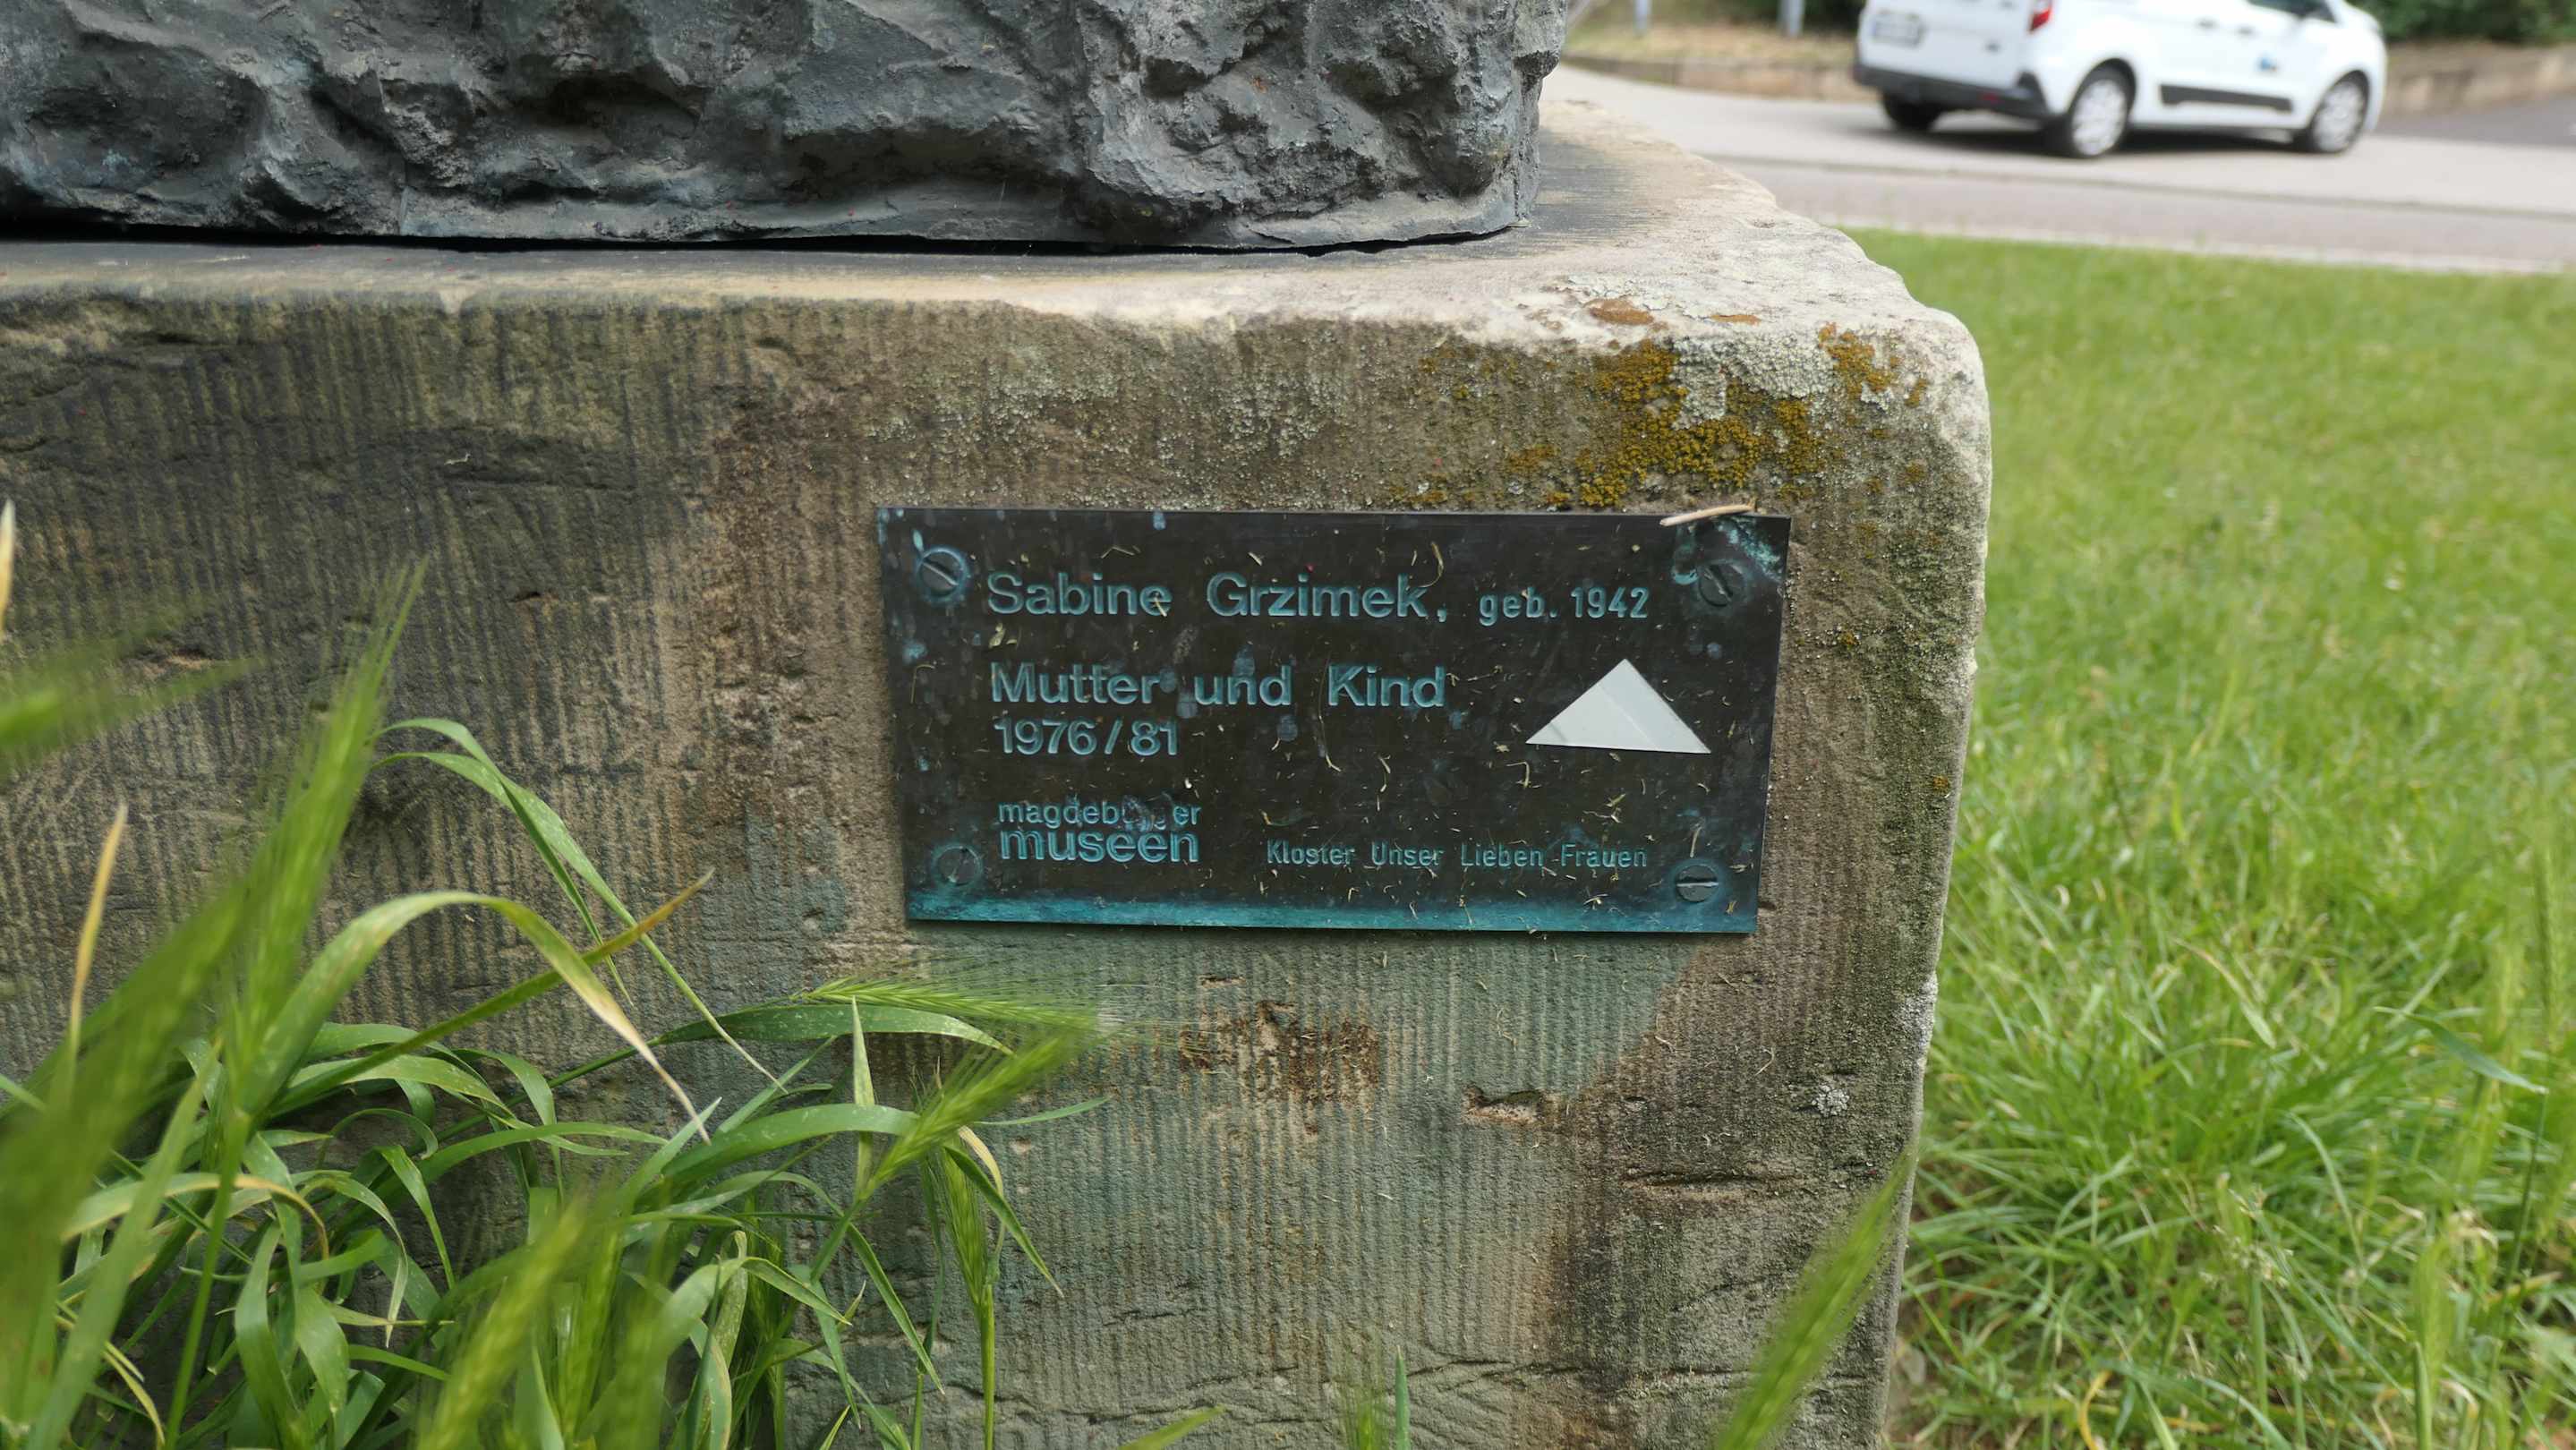 Sabine Grzimek, geb. 1942
Mutter und Kind
1976/81
magdeburger
museen
Kloster Unser Lieben Frauen